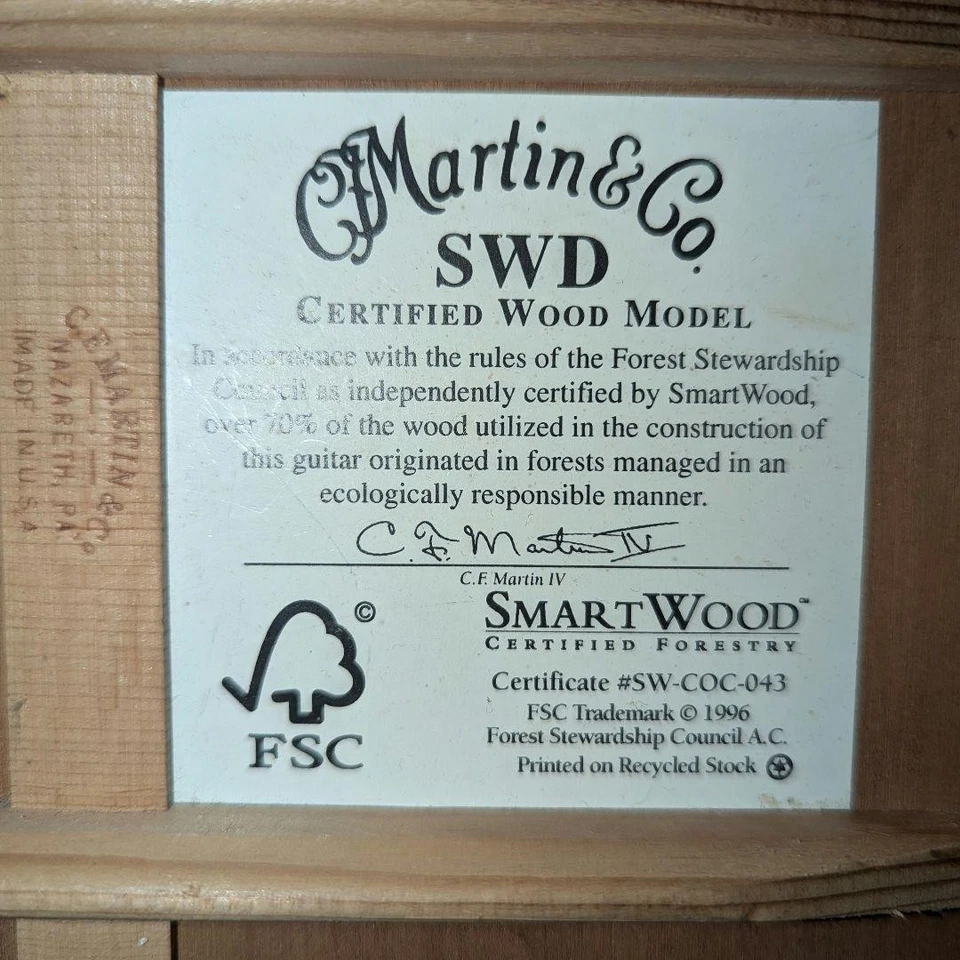 CF Martin & Co.
SWD
CERTIFIED WOOD MODEL
In accordance with the rules of the Forest Stewardship
Council as independently certified by SmartWood,
over 70% of the wood utilized in the construction of
this guitar originated in forests managed in an
ecologically responsible manner.
C. F. Martin IV
C.F. Martin IV
©
FSC
SMARTWOOD™
CERTIFIED FORESTRY
Certificate #SW-COC-043
FSC Trademark © 1996
Forest Stewardship Council A.C.
Printed on Recycled Stock
CF MARTIN & Co
NAZARETH PA.
MADE IN U.S.A